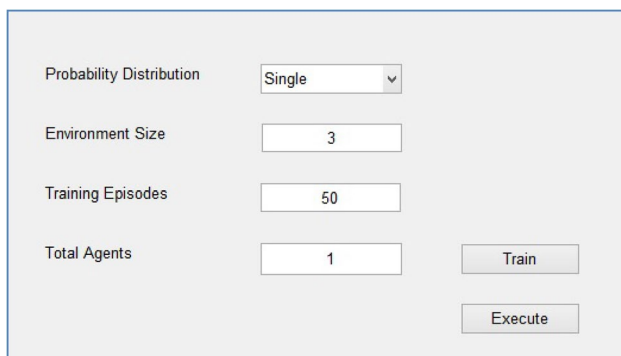 Probability Distribution Single
Environment Size 3
Training Episodes 50
Total Agents 1 Train
Execute